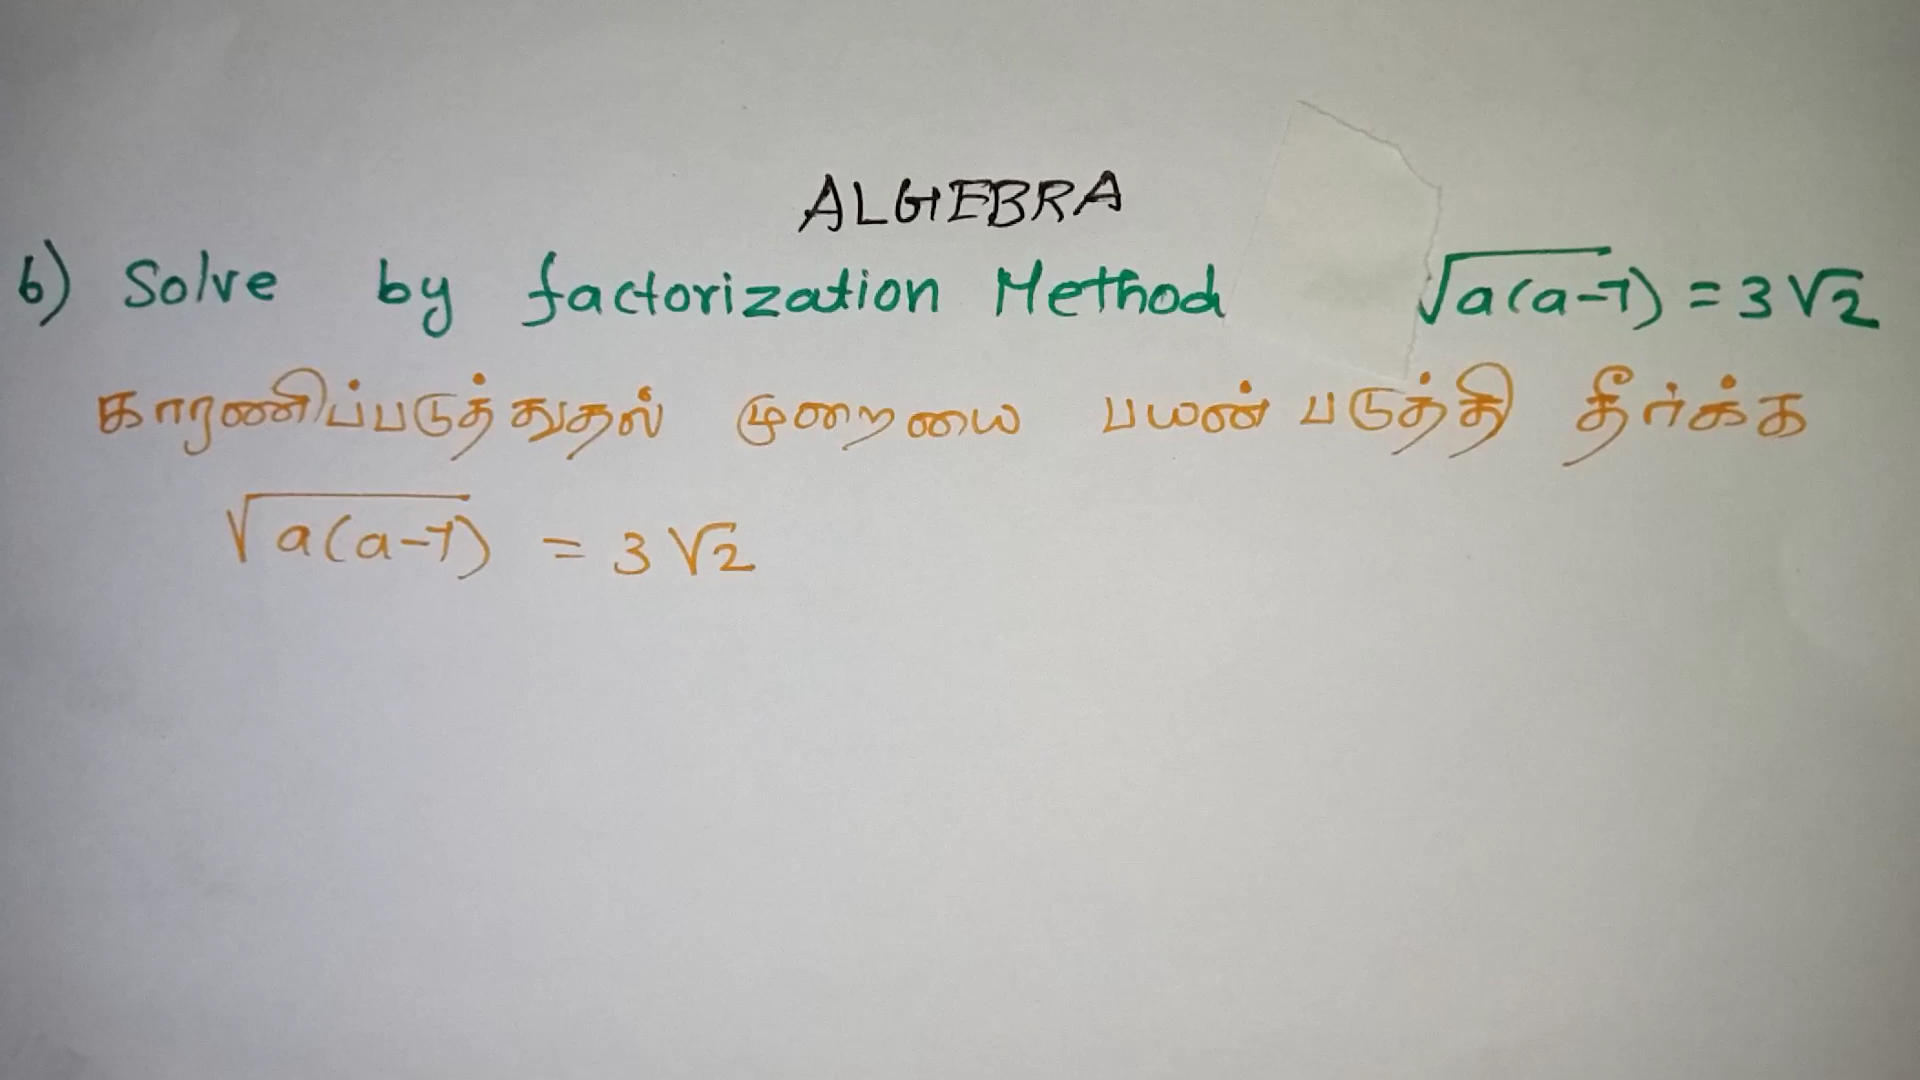 ALGEBRA
6) Solve by factorization Method √a(a-7) = 3√2
காரணிப்படுத்துதல் முறையை பயன் படுத்தி தீர்க்க
√a(a-7) = 3√2